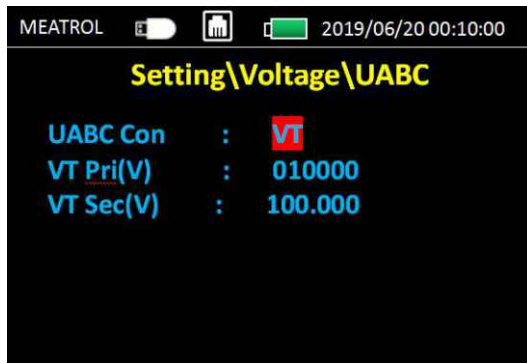 MEATROL 2019/06/20 00:10:00
Setting\Voltage\UABC
UABC Con : VT
VT Pri(V) : 010000
VT Sec(V) : 100.000